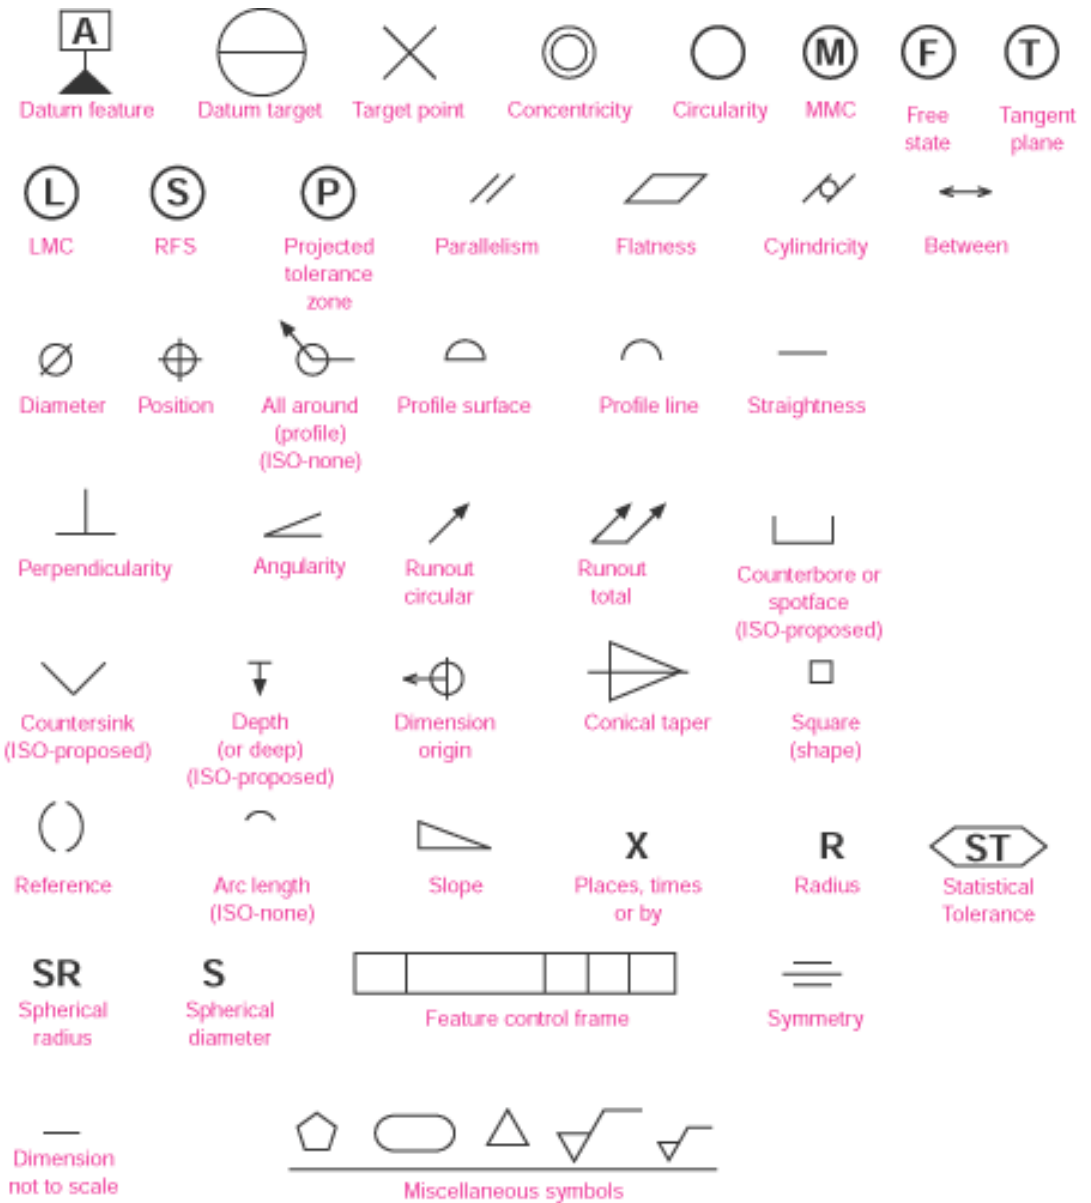 A
M
F
T
Datum feature
Datum target
Target point
Concentricity
Circularity
MMC
Free
state
Tangent
plane
L
S
P
LMC
RFS
Projected
tolerance
zone
Parallelism
Flatness
Cylindricity
Between
Diameter
Position
All around
(profile)
(ISO-none)
Profile surface
Profile line
Straightness
Perpendicularity
Angularity
Runout
circular
Runout
total
Counterbore or
spotface
(ISO-proposed)
Countersink
(ISO-proposed)
Depth
(or deep)
(ISO-proposed)
Dimension
origin
Conical taper
Square
(shape)
( )
X
R
ST
Reference
Arc length
(ISO-none)
Slope
Places, times
or by
Radius
Statistical
Tolerance
SR
S
Spherical
radius
Spherical
diameter
Feature control frame
Symmetry
Dimension
not to scale
Miscellaneous symbols